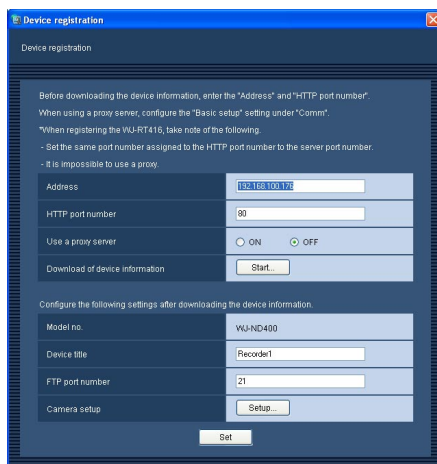 Device registration
Device registration
Before downloading the device information, enter the "Address" and "HTTP port number".
When using a proxy server, configure the "Basic setup" setting under "Comm".
*When registering the WJ-RT416, take note of the following.
- Set the same port number assigned to the HTTP port number to the server port number.
- It is impossible to use a proxy.
Address 192.168.100.176
HTTP port number 80
Use a proxy server ON OFF
Download of device information Start...
Configure the following settings after downloading the device information.
Model no. WJ-ND400
Device title Recorder1
FTP port number 21
Camera setup Setup...
Set